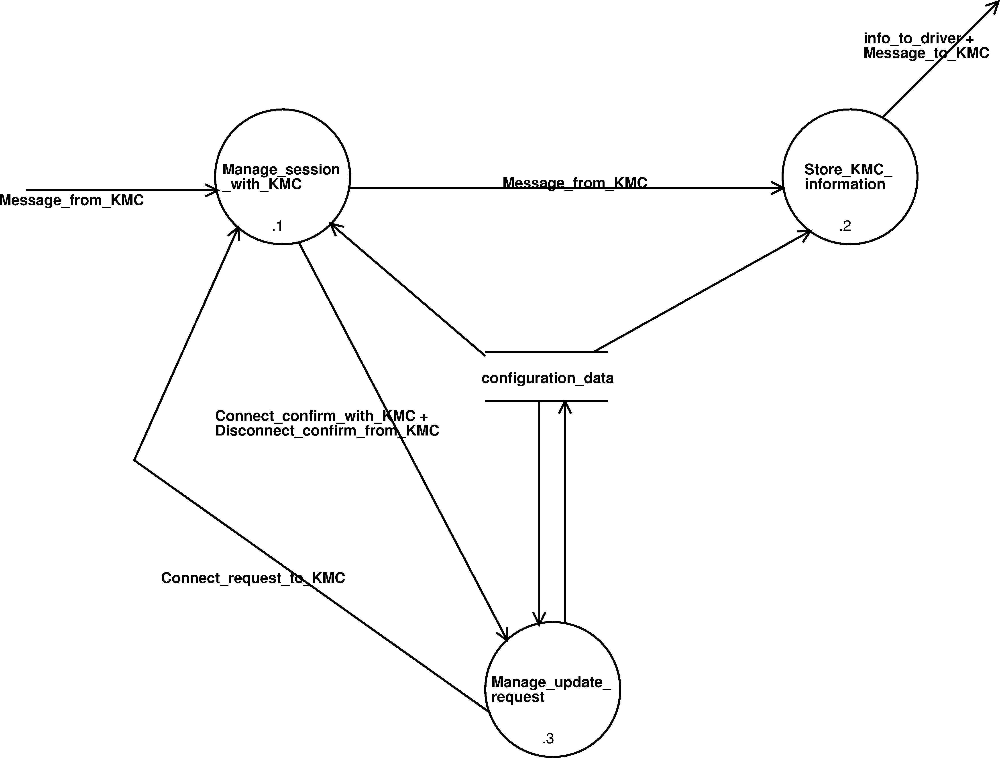 info_to_driver +
Message_to_KMC
Manage_session
_with_KMC
.1
Message_from_KMC
Message_from_KMC
Store_KMC_
information
.2
configuration_data
Connect_confirm_with_KMC +
Disconnect_confirm_from_KMC
Connect_request_to_KMC
Manage_update_
request
.3